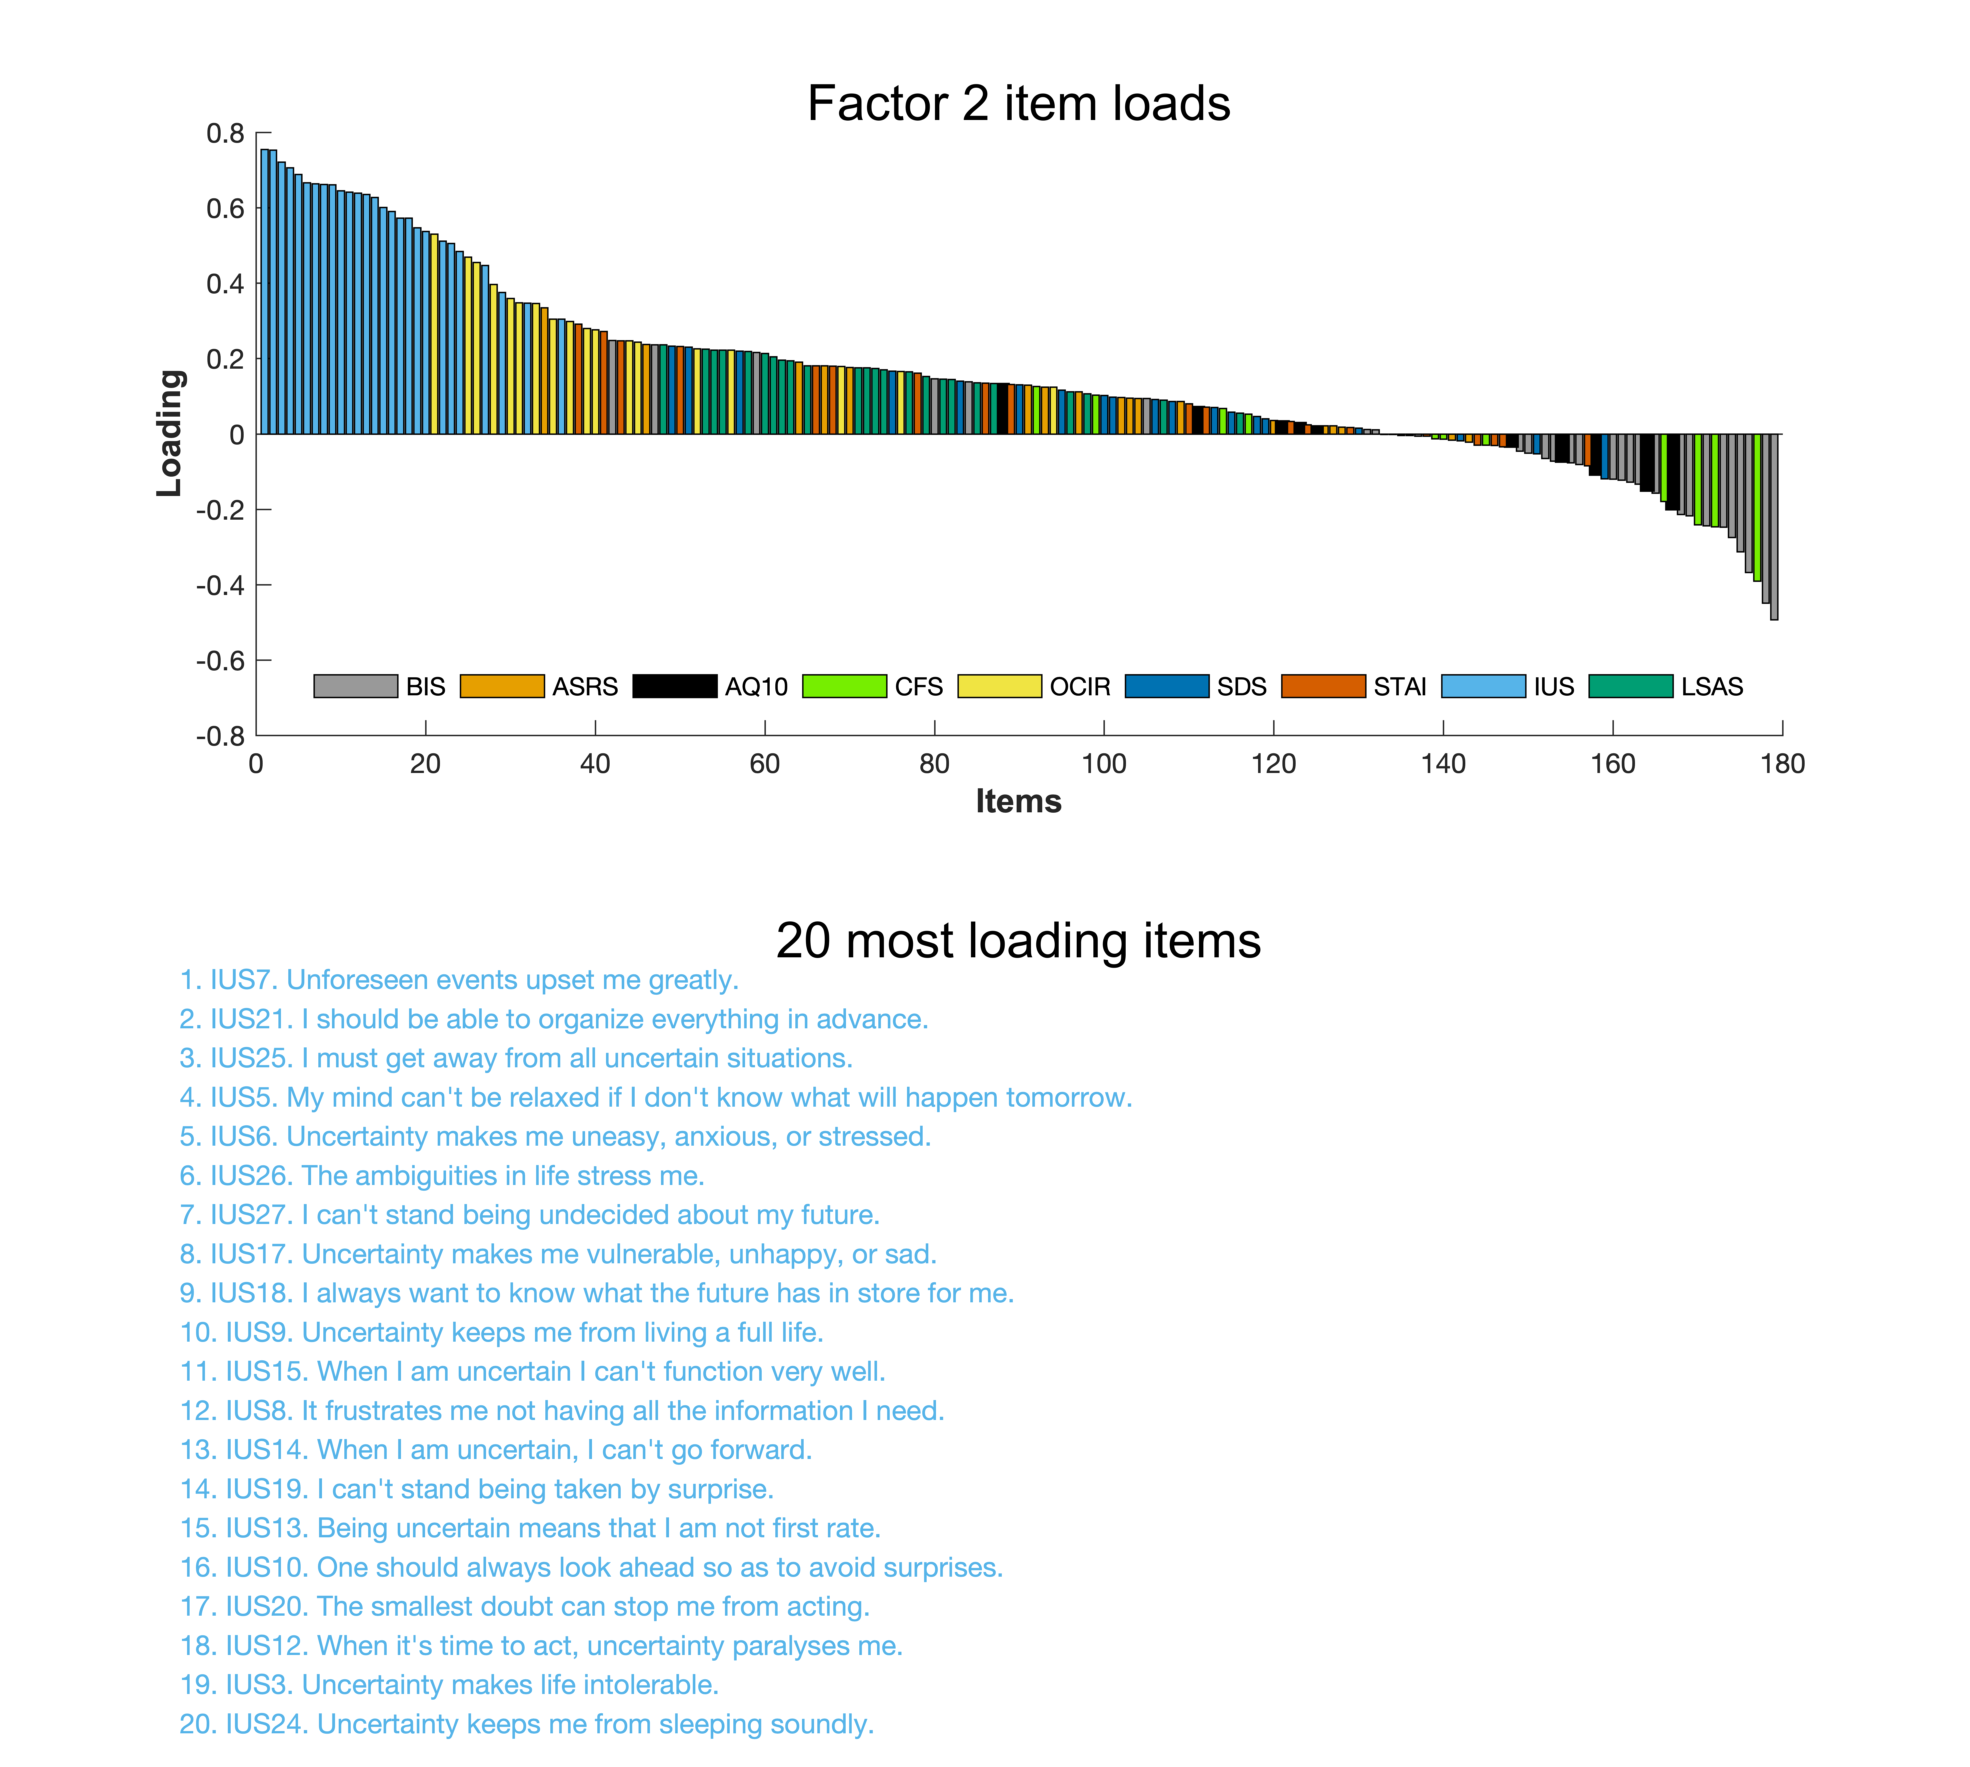 Factor 2 item loads
0.8
0.6
0.4
0.2
0
-0.2
-0.4
-0.6
-0.8
Loading
BIS ASRS AQ10 CFS OCIR SDS STAI IUS LSAS
0 20 40 60 80 100 120 140 160 180
Items
20 most loading items
1. IUS7. Unforeseen events upset me greatly.
2. IUS21. I should be able to organize everything in advance.
3. IUS25. I must get away from all uncertain situations.
4. IUS5. My mind can't be relaxed if I don't know what will happen tomorrow.
5. IUS6. Uncertainty makes me uneasy, anxious, or stressed.
6. IUS26. The ambiguities in life stress me.
7. IUS27. I can't stand being undecided about my future.
8. IUS17. Uncertainty makes me vulnerable, unhappy, or sad.
9. IUS18. I always want to know what the future has in store for me.
10. IUS9. Uncertainty keeps me from living a full life.
11. IUS15. When I am uncertain I can't function very well.
12. IUS8. It frustrates me not having all the information I need.
13. IUS14. When I am uncertain, I can't go forward.
14. IUS19. I can't stand being taken by surprise.
15. IUS13. Being uncertain means that I am not first rate.
16. IUS10. One should always look ahead so as to avoid surprises.
17. IUS20. The smallest doubt can stop me from acting.
18. IUS12. When it's time to act, uncertainty paralyses me.
19. IUS3. Uncertainty makes life intolerable.
20. IUS24. Uncertainty keeps me from sleeping soundly.